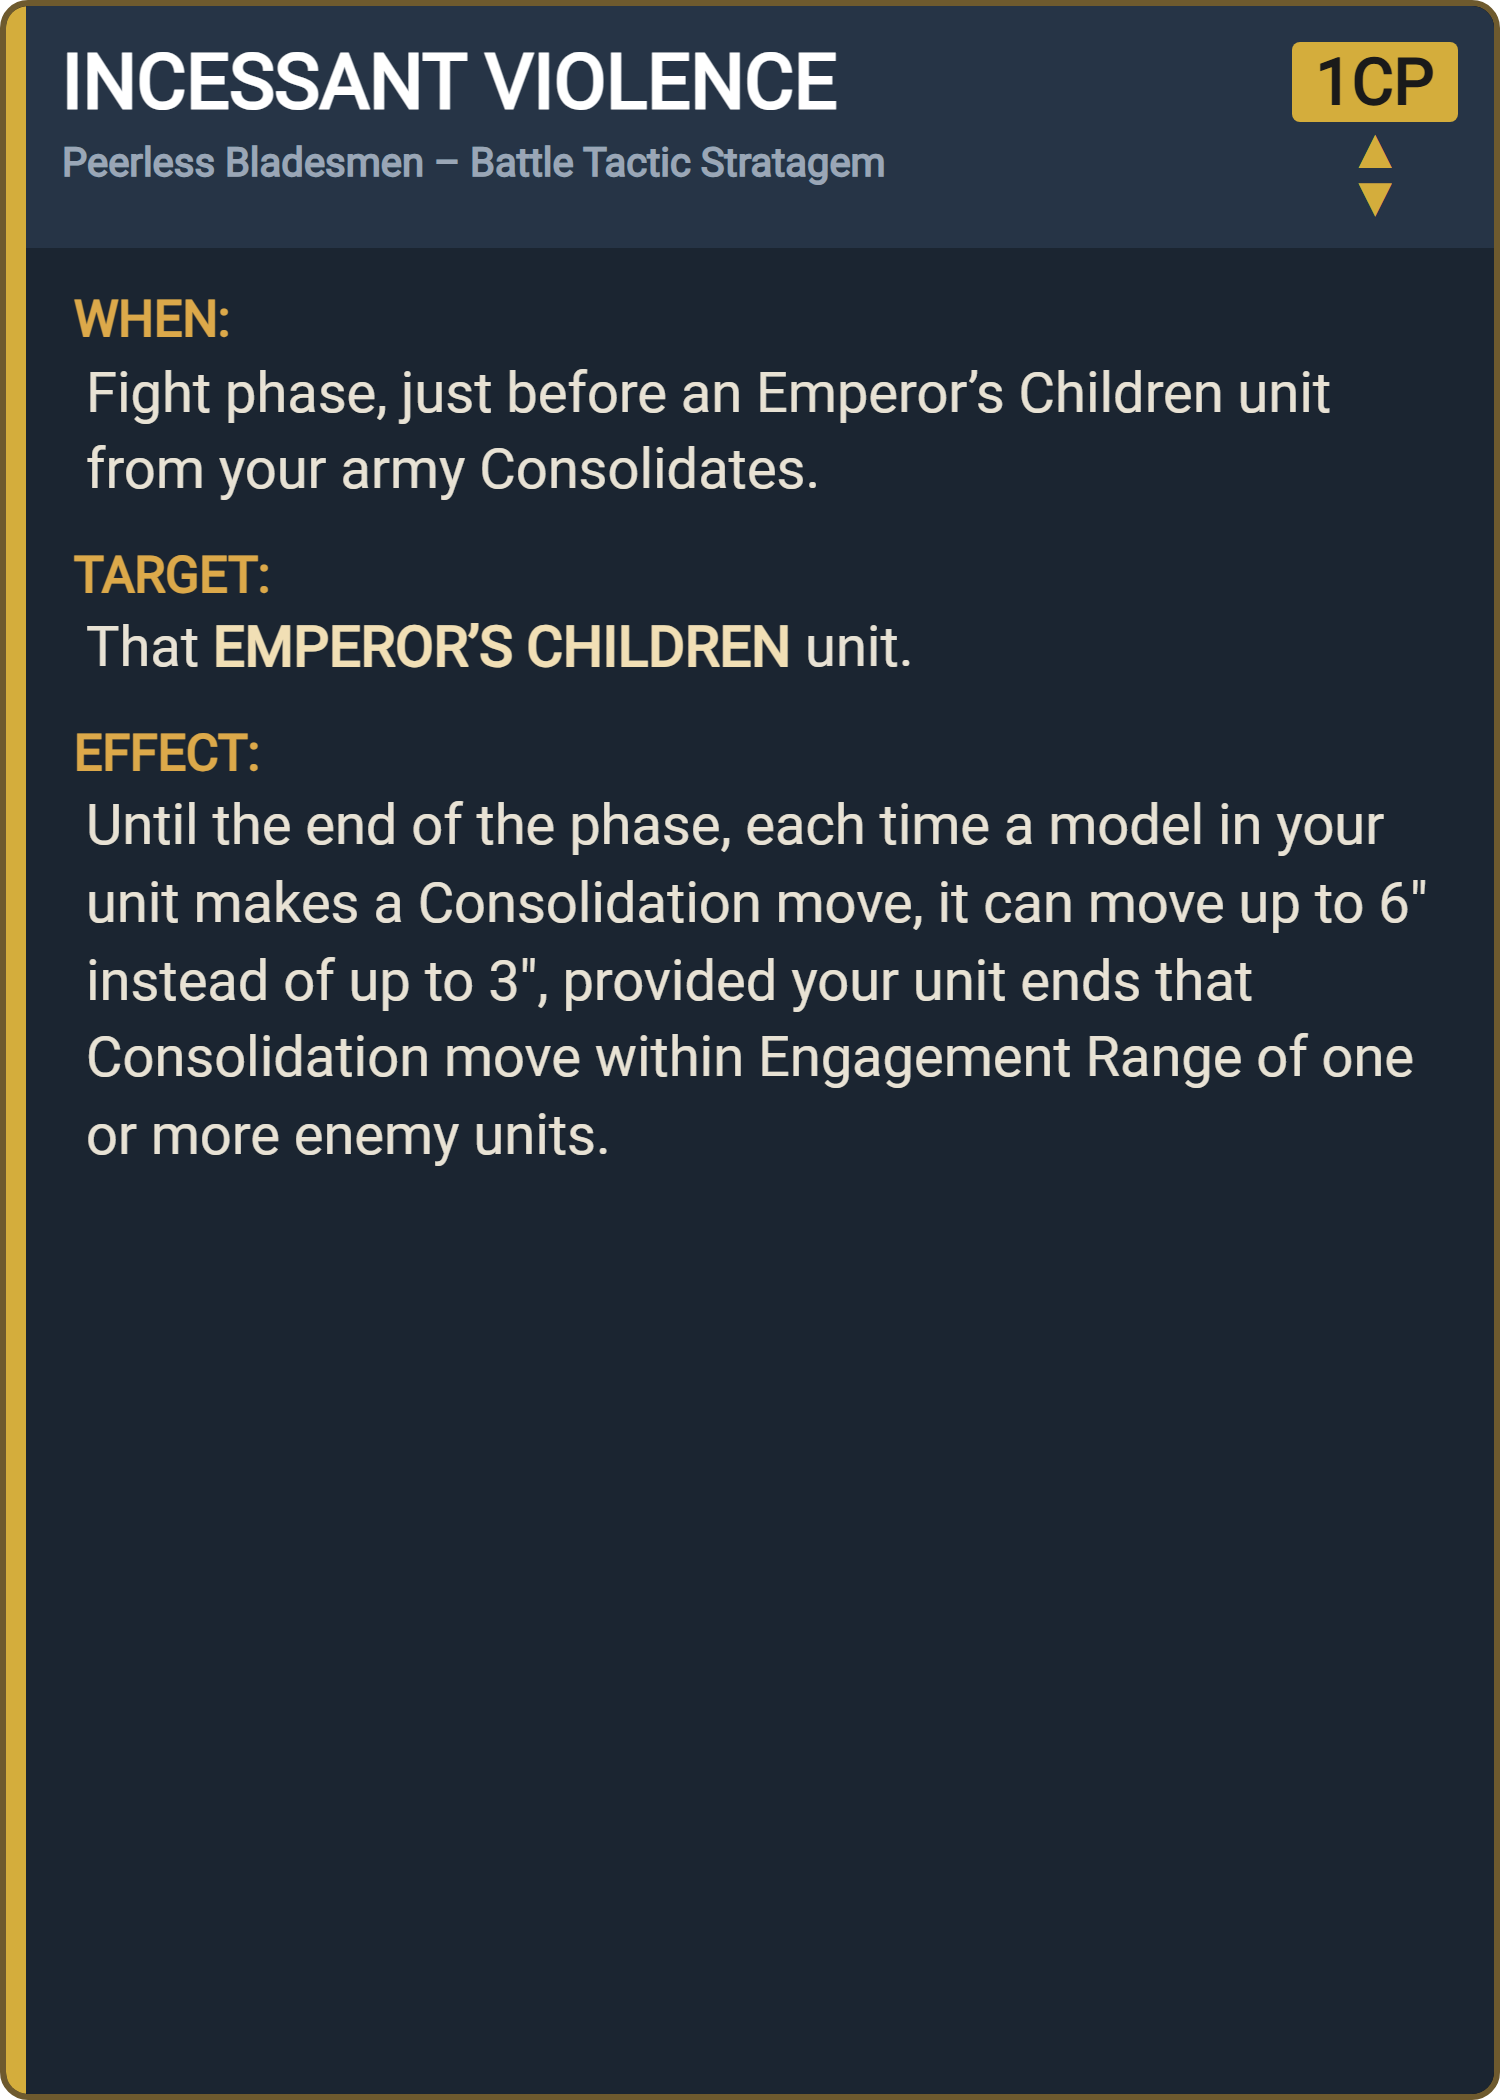 INCESSANT VIOLENCE
1CP
Peerless Bladesmen – Battle Tactic Stratagem
WHEN:
Fight phase, just before an Emperor’s Children unit
from your army Consolidates.
TARGET:
That EMPEROR’S CHILDREN unit.
EFFECT:
Until the end of the phase, each time a model in your
unit makes a Consolidation move, it can move up to 6"
instead of up to 3", provided your unit ends that
Consolidation move within Engagement Range of one
or more enemy units.